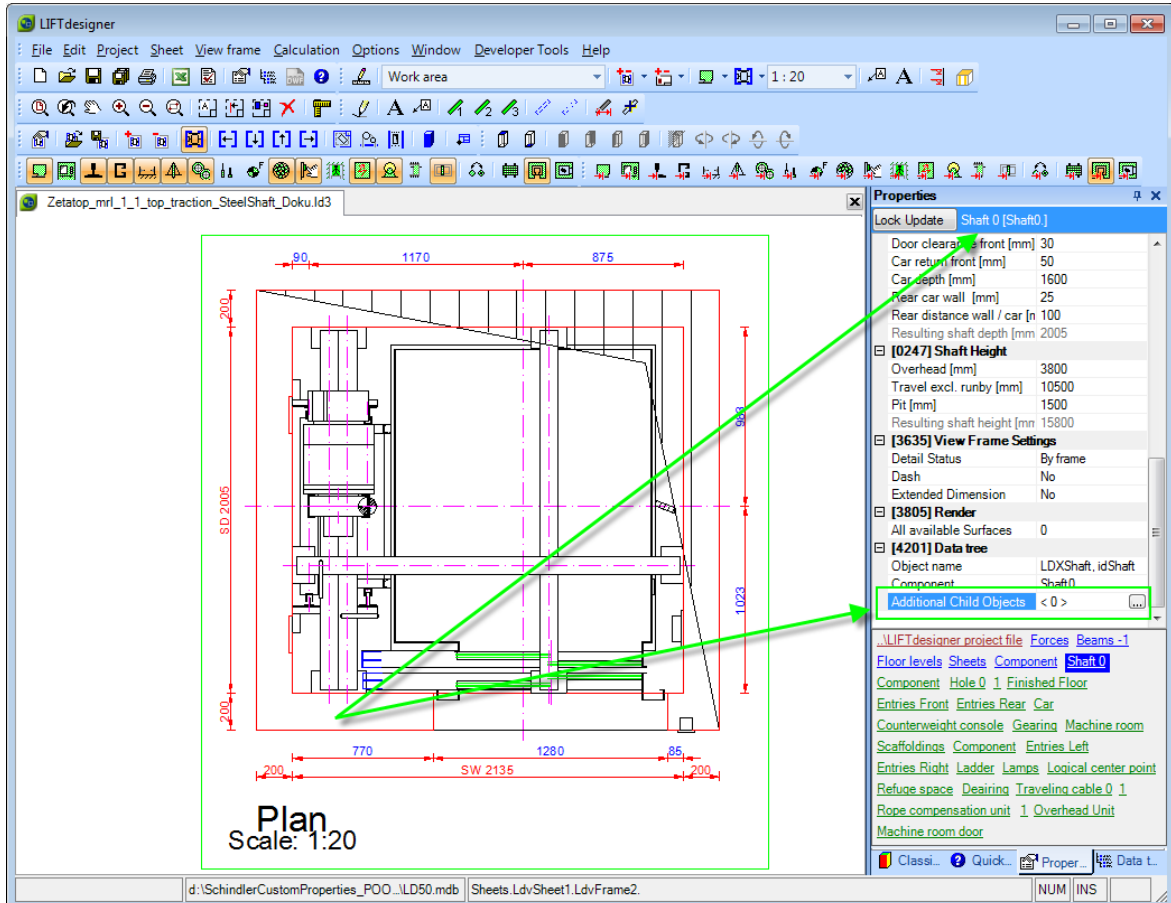 LIFTdesigner
File Edit Project Sheet View frame Calculation Options Window Developer Tools Help
Work area
1 : 20
Zetatop_mrl_1_1_top_traction_SteelShaft_Doku.ld3
Properties
Lock Update Shaft 0 [Shaft0.]
Door clearance front [mm] 30
Car return front [mm] 50
Car depth [mm] 1600
Rear car wall [mm] 25
Rear distance wall / car [n 100
Resulting shaft depth [mm 2005
[0247] Shaft Height
Overhead [mm] 3800
Travel excl. runby [mm] 10500
Pit [mm] 1500
Resulting shaft height [mm 15800
[3635] View Frame Settings
Detail Status By frame
Dash No
Extended Dimension No
[3805] Render
All available Surfaces 0
[4201] Data tree
Object name LDXShaft, idShaft
Component Shaft0
Additional Child Objects < 0 > ...
..\LIFTdesigner project file Forces Beams -1
Floor levels Sheets Component Shaft 0
Component Hole 0 1 Finished Floor
Entries Front Entries Rear Car
Counterweight console Gearing Machine room
Scaffoldings Component Entries Left
Entries Right Ladder Lamps Logical center point
Refuge space Deairing Traveling cable 0 1
Rope compensation unit 1 Overhead Unit
Machine room door
Classi... Quick... Proper... Data t...
90 1170 875
200
983
SD 2005
1023
200
770 1280 85
200 SW 2135 200
Plan
Scale: 1:20
d:\SchindlerCustomProperties_POO...\LD50.mdb Sheets.LdvSheet1.LdvFrame2. NUM INS